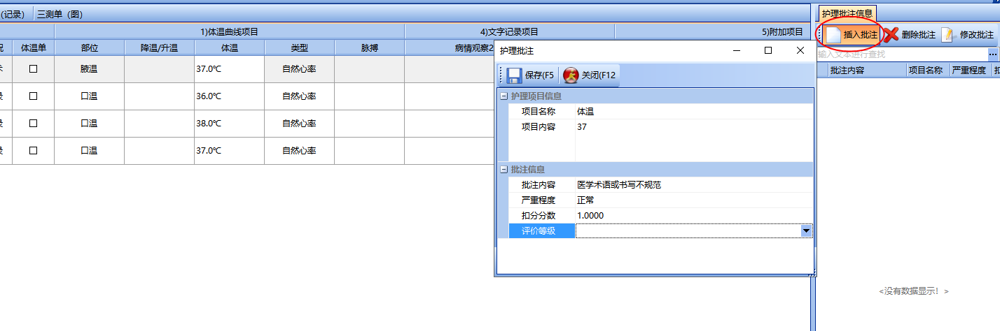 (记录)
三测单（图）
护理批注信息
1)体温曲线项目
4)文字记录项目
5)附加项目
插入批注
删除批注
修改批注
体温单
部位
降温/升温
体温
类型
脉搏
病情观察2
输入文本进行查找
批注内容
项目名称
严重程度
腋温
37.0℃
自然心率
口温
36.0℃
自然心率
口温
38.0℃
自然心率
口温
37.0℃
自然心率
护理批注
保存(F5
关闭(F12
护理项目信息
项目名称 体温
项目内容 37
批注信息
批注内容 医学术语或书写不规范
严重程度 正常
扣分分数 1.0000
评价等级
<没有数据显示！>